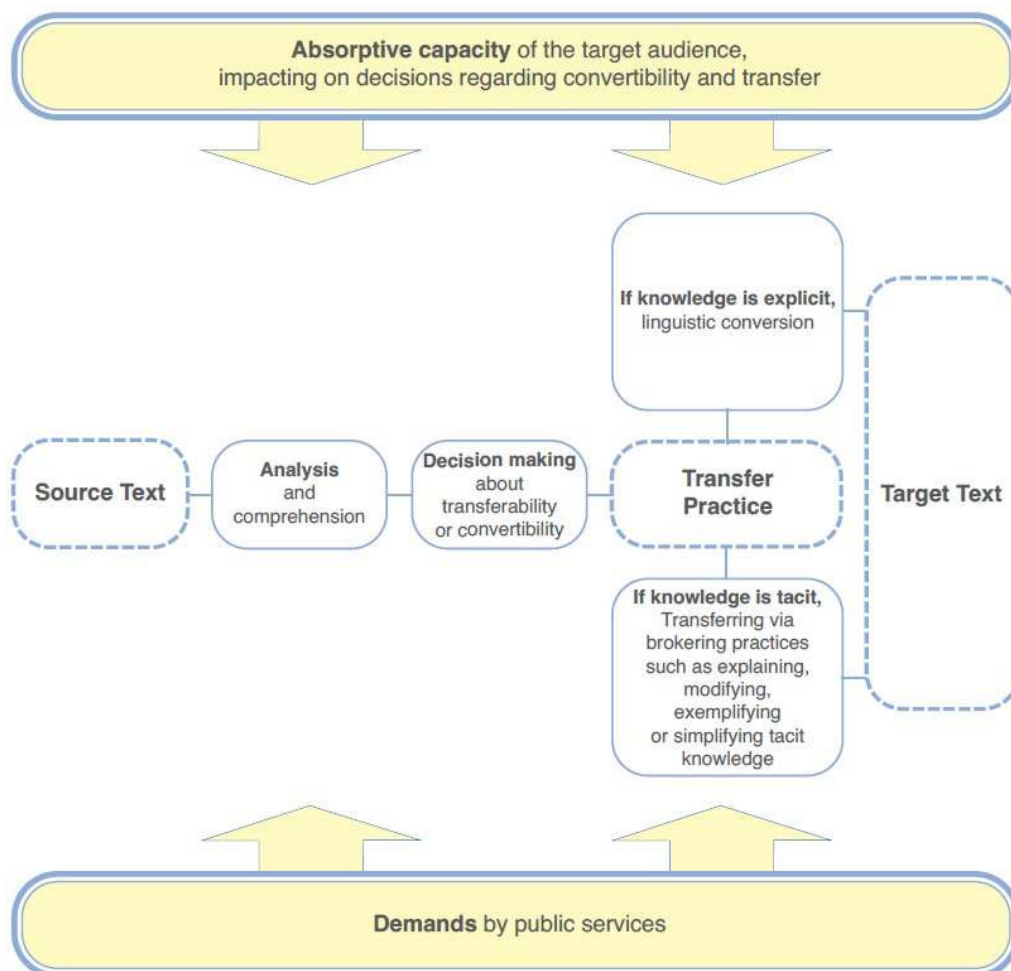 Absorptive capacity of the target audience,
impacting on decisions regarding convertibility and transfer
If knowledge is explicit,
linguistic conversion
Source Text
Analysis
and
comprehension
Decision making
about
transferability
or convertibility
Transfer
Practice
Target Text
If knowledge is tacit,
Transferring via
brokering practices
such as explaining,
modifying,
exemplifying
or simplifying tacit
knowledge
Demands by public services